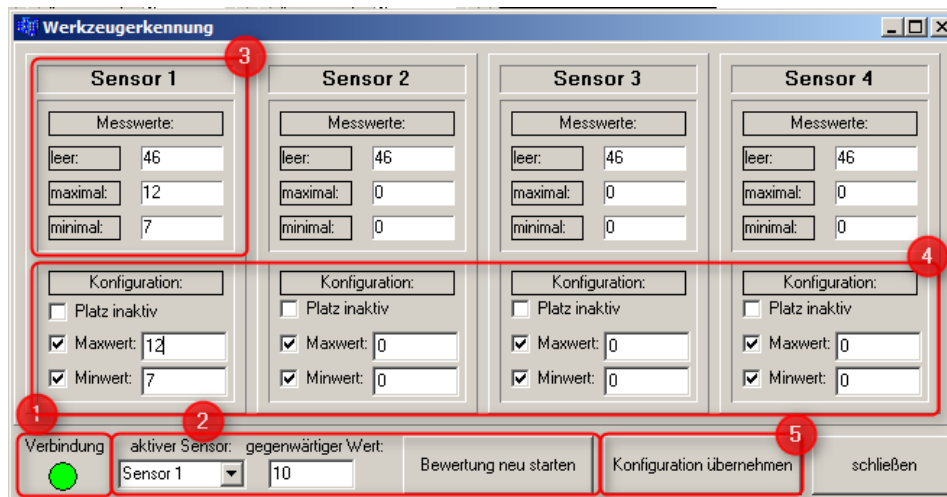 Werkzeugerkennung
3
Sensor 1 Sensor 2 Sensor 3 Sensor 4
Messwerte: Messwerte: Messwerte: Messwerte:
leer: 46 leer: 46 leer: 46 leer: 46
maximal: 12 maximal: 0 maximal: 0 maximal: 0
minimal: 7 minimal: 0 minimal: 0 minimal: 0
4
Konfiguration: Konfiguration: Konfiguration: Konfiguration:
Platz inaktiv Platz inaktiv Platz inaktiv Platz inaktiv
Maxwert: 12 Maxwert: 0 Maxwert: 0 Maxwert: 0
Minwert: 7 Minwert: 0 Minwert: 0 Minwert: 0
1 2 5
Verbindung aktiver Sensor: gegenwärtiger Wert:
Sensor 1 10 Bewertung neu starten Konfiguration übernehmen schließen